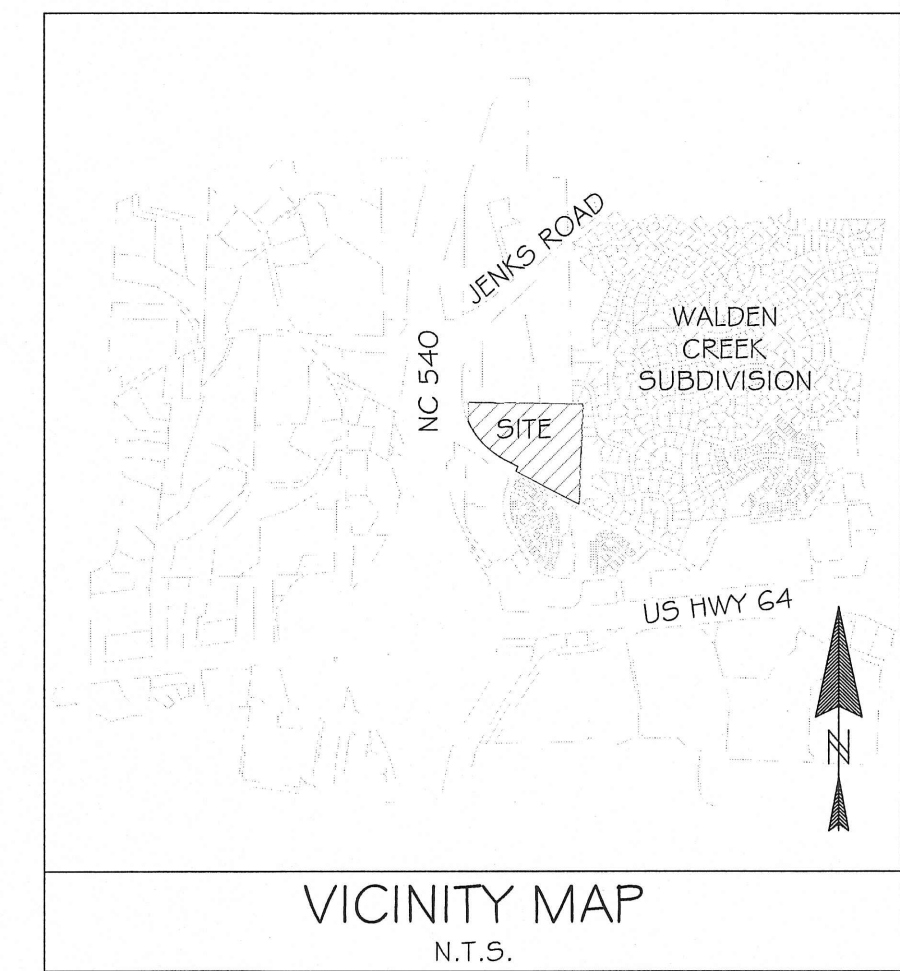 JENKS ROAD
WALDEN
CREEK
SUBDIVISION
NC 540
SITE
US HWY 64
N
VICINITY MAP
N.T.S.